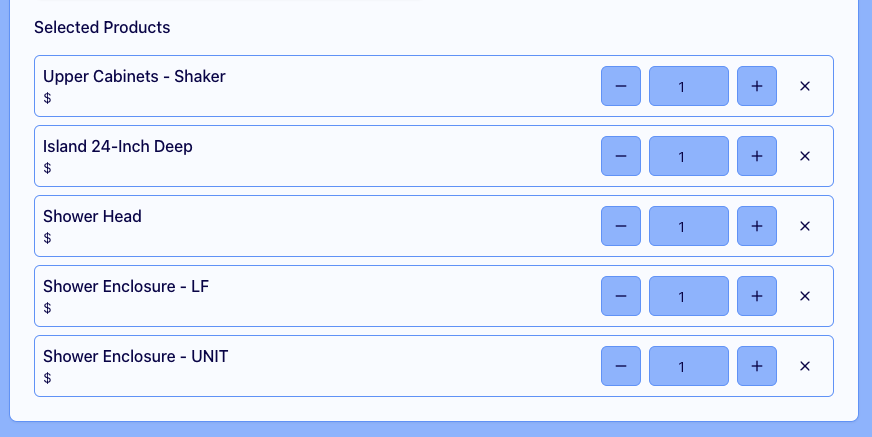 Selected Products
Upper Cabinets - Shaker
$
− 1 + ×
Island 24-Inch Deep
$
− 1 + ×
Shower Head
$
− 1 + ×
Shower Enclosure - LF
$
− 1 + ×
Shower Enclosure - UNIT
$
− 1 + ×